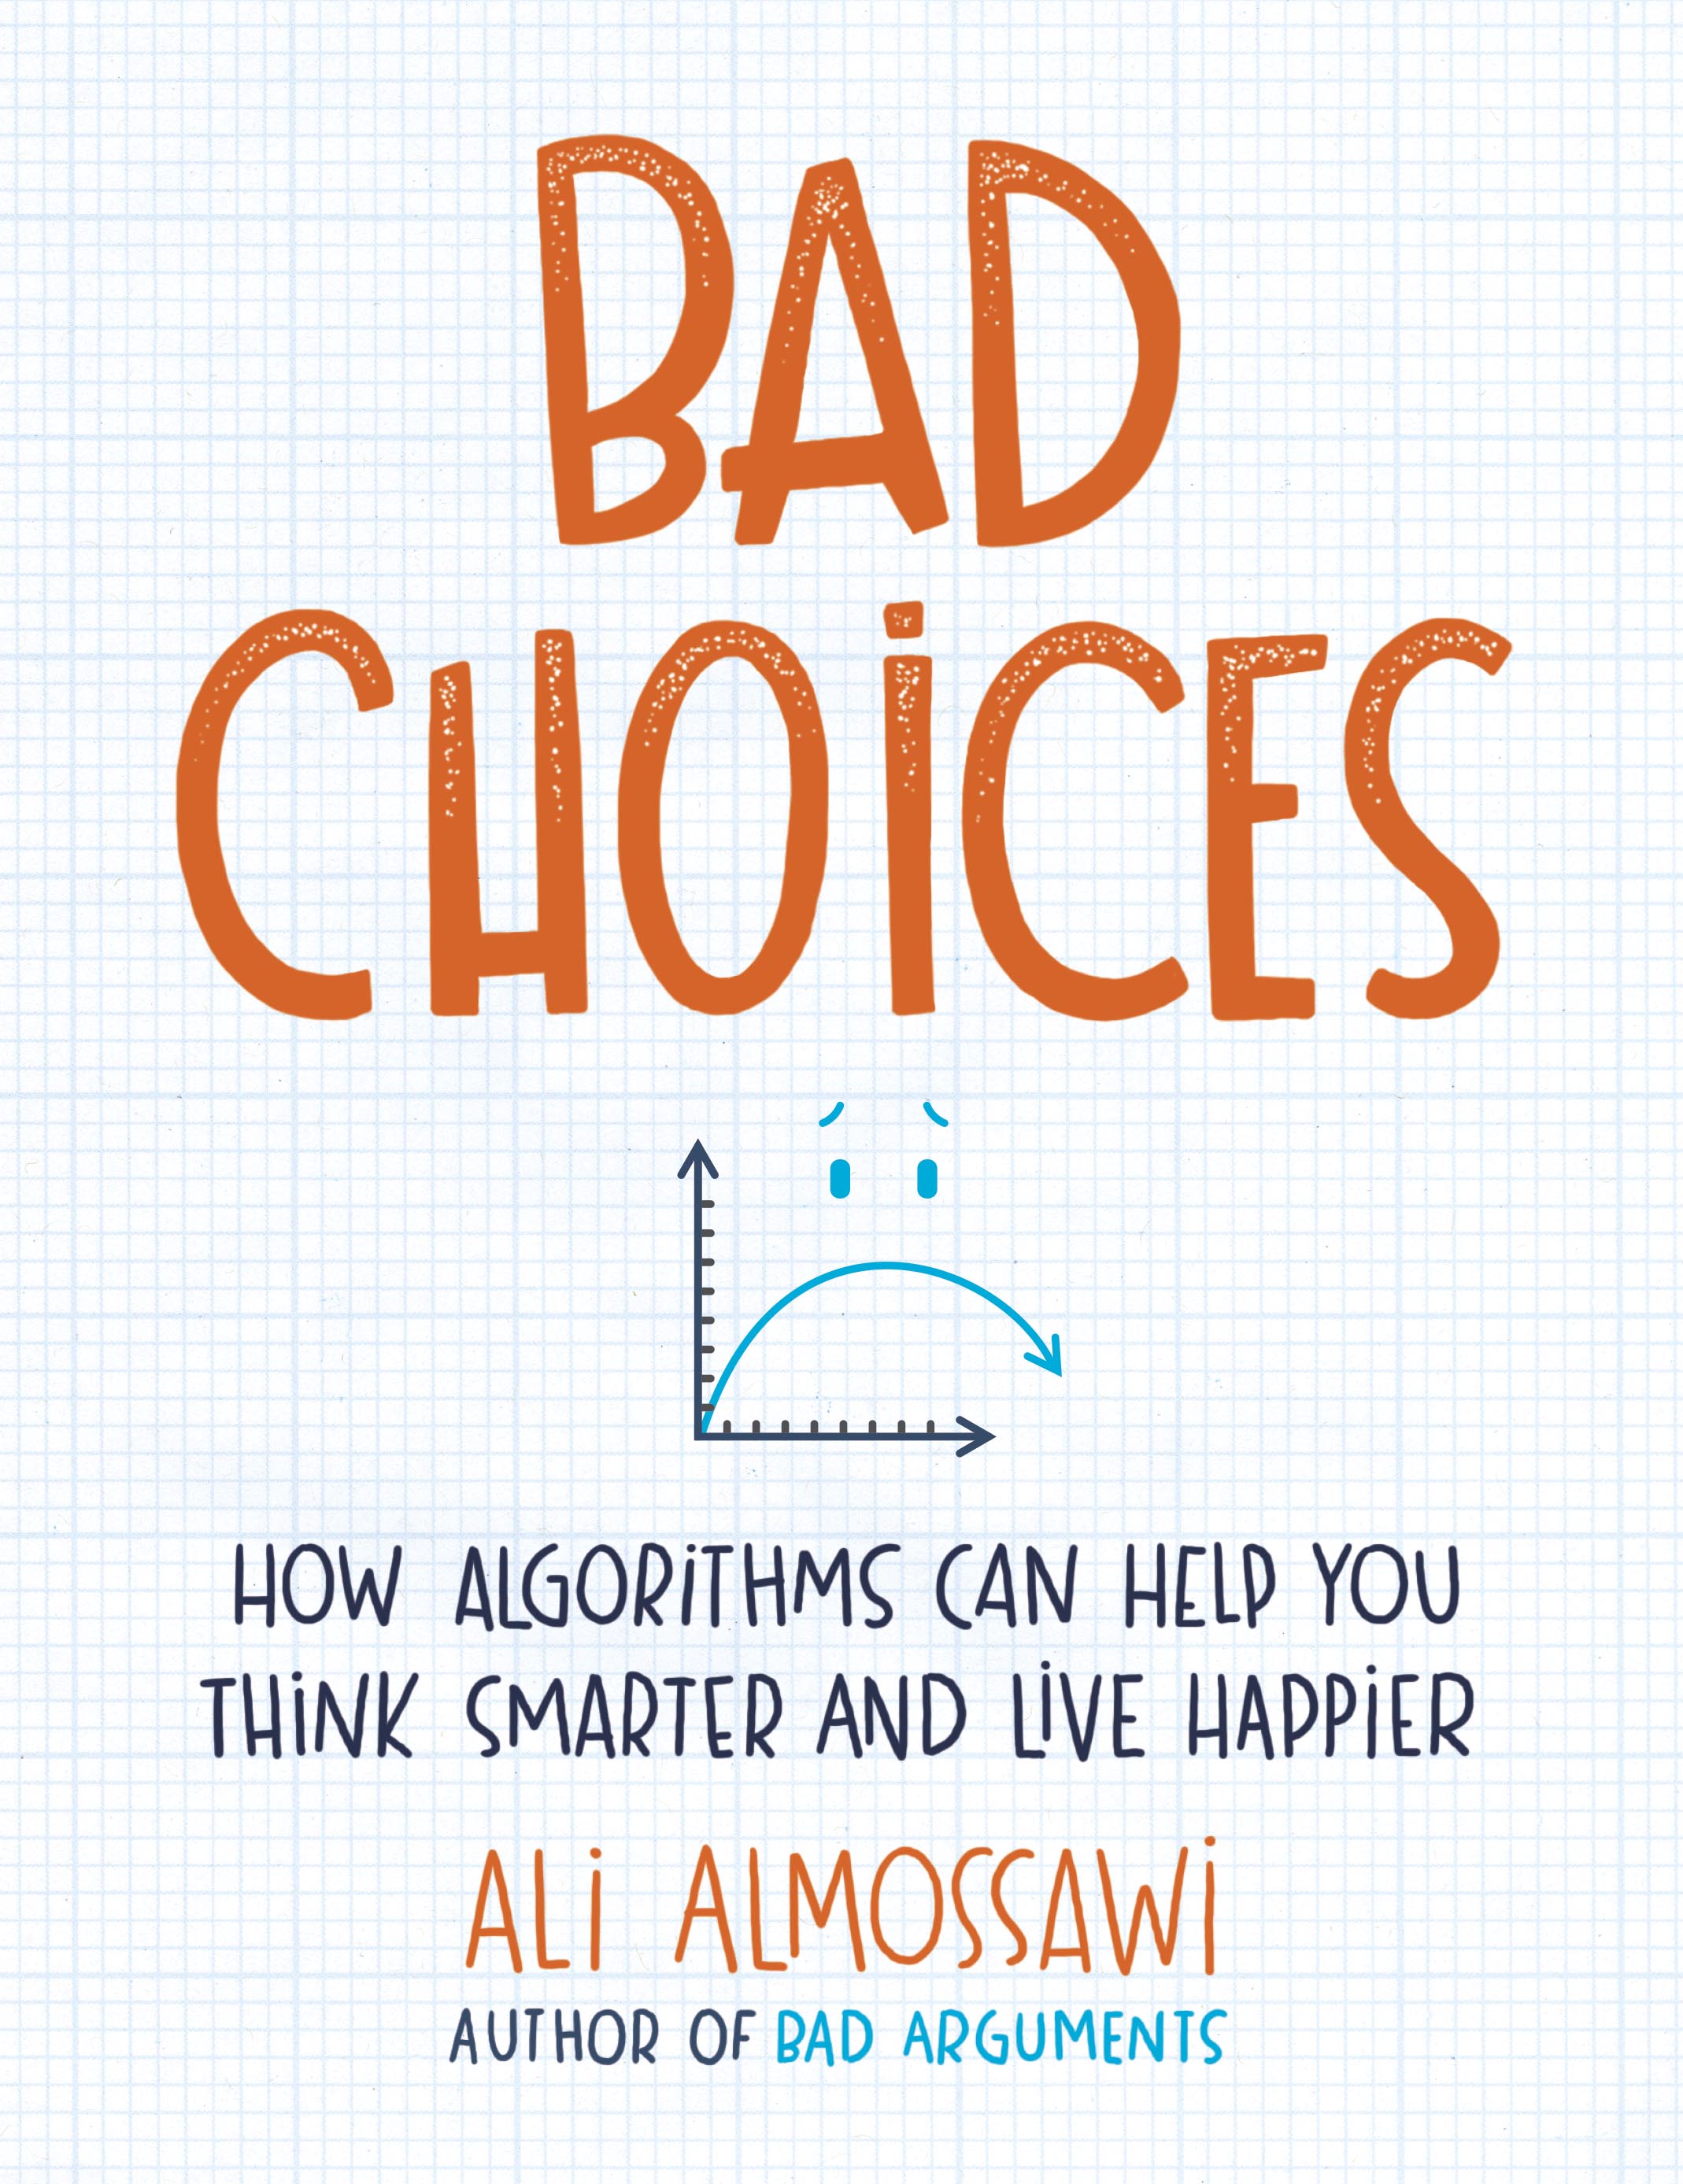 BAD
CHOiCES
HOW ALGORiTHMS CAN HELP YOU
THiNK SMARTER AND LiVE HAPPiER
ALi ALMOSSAWi
AUTHOR OF BAD ARGUMENTS